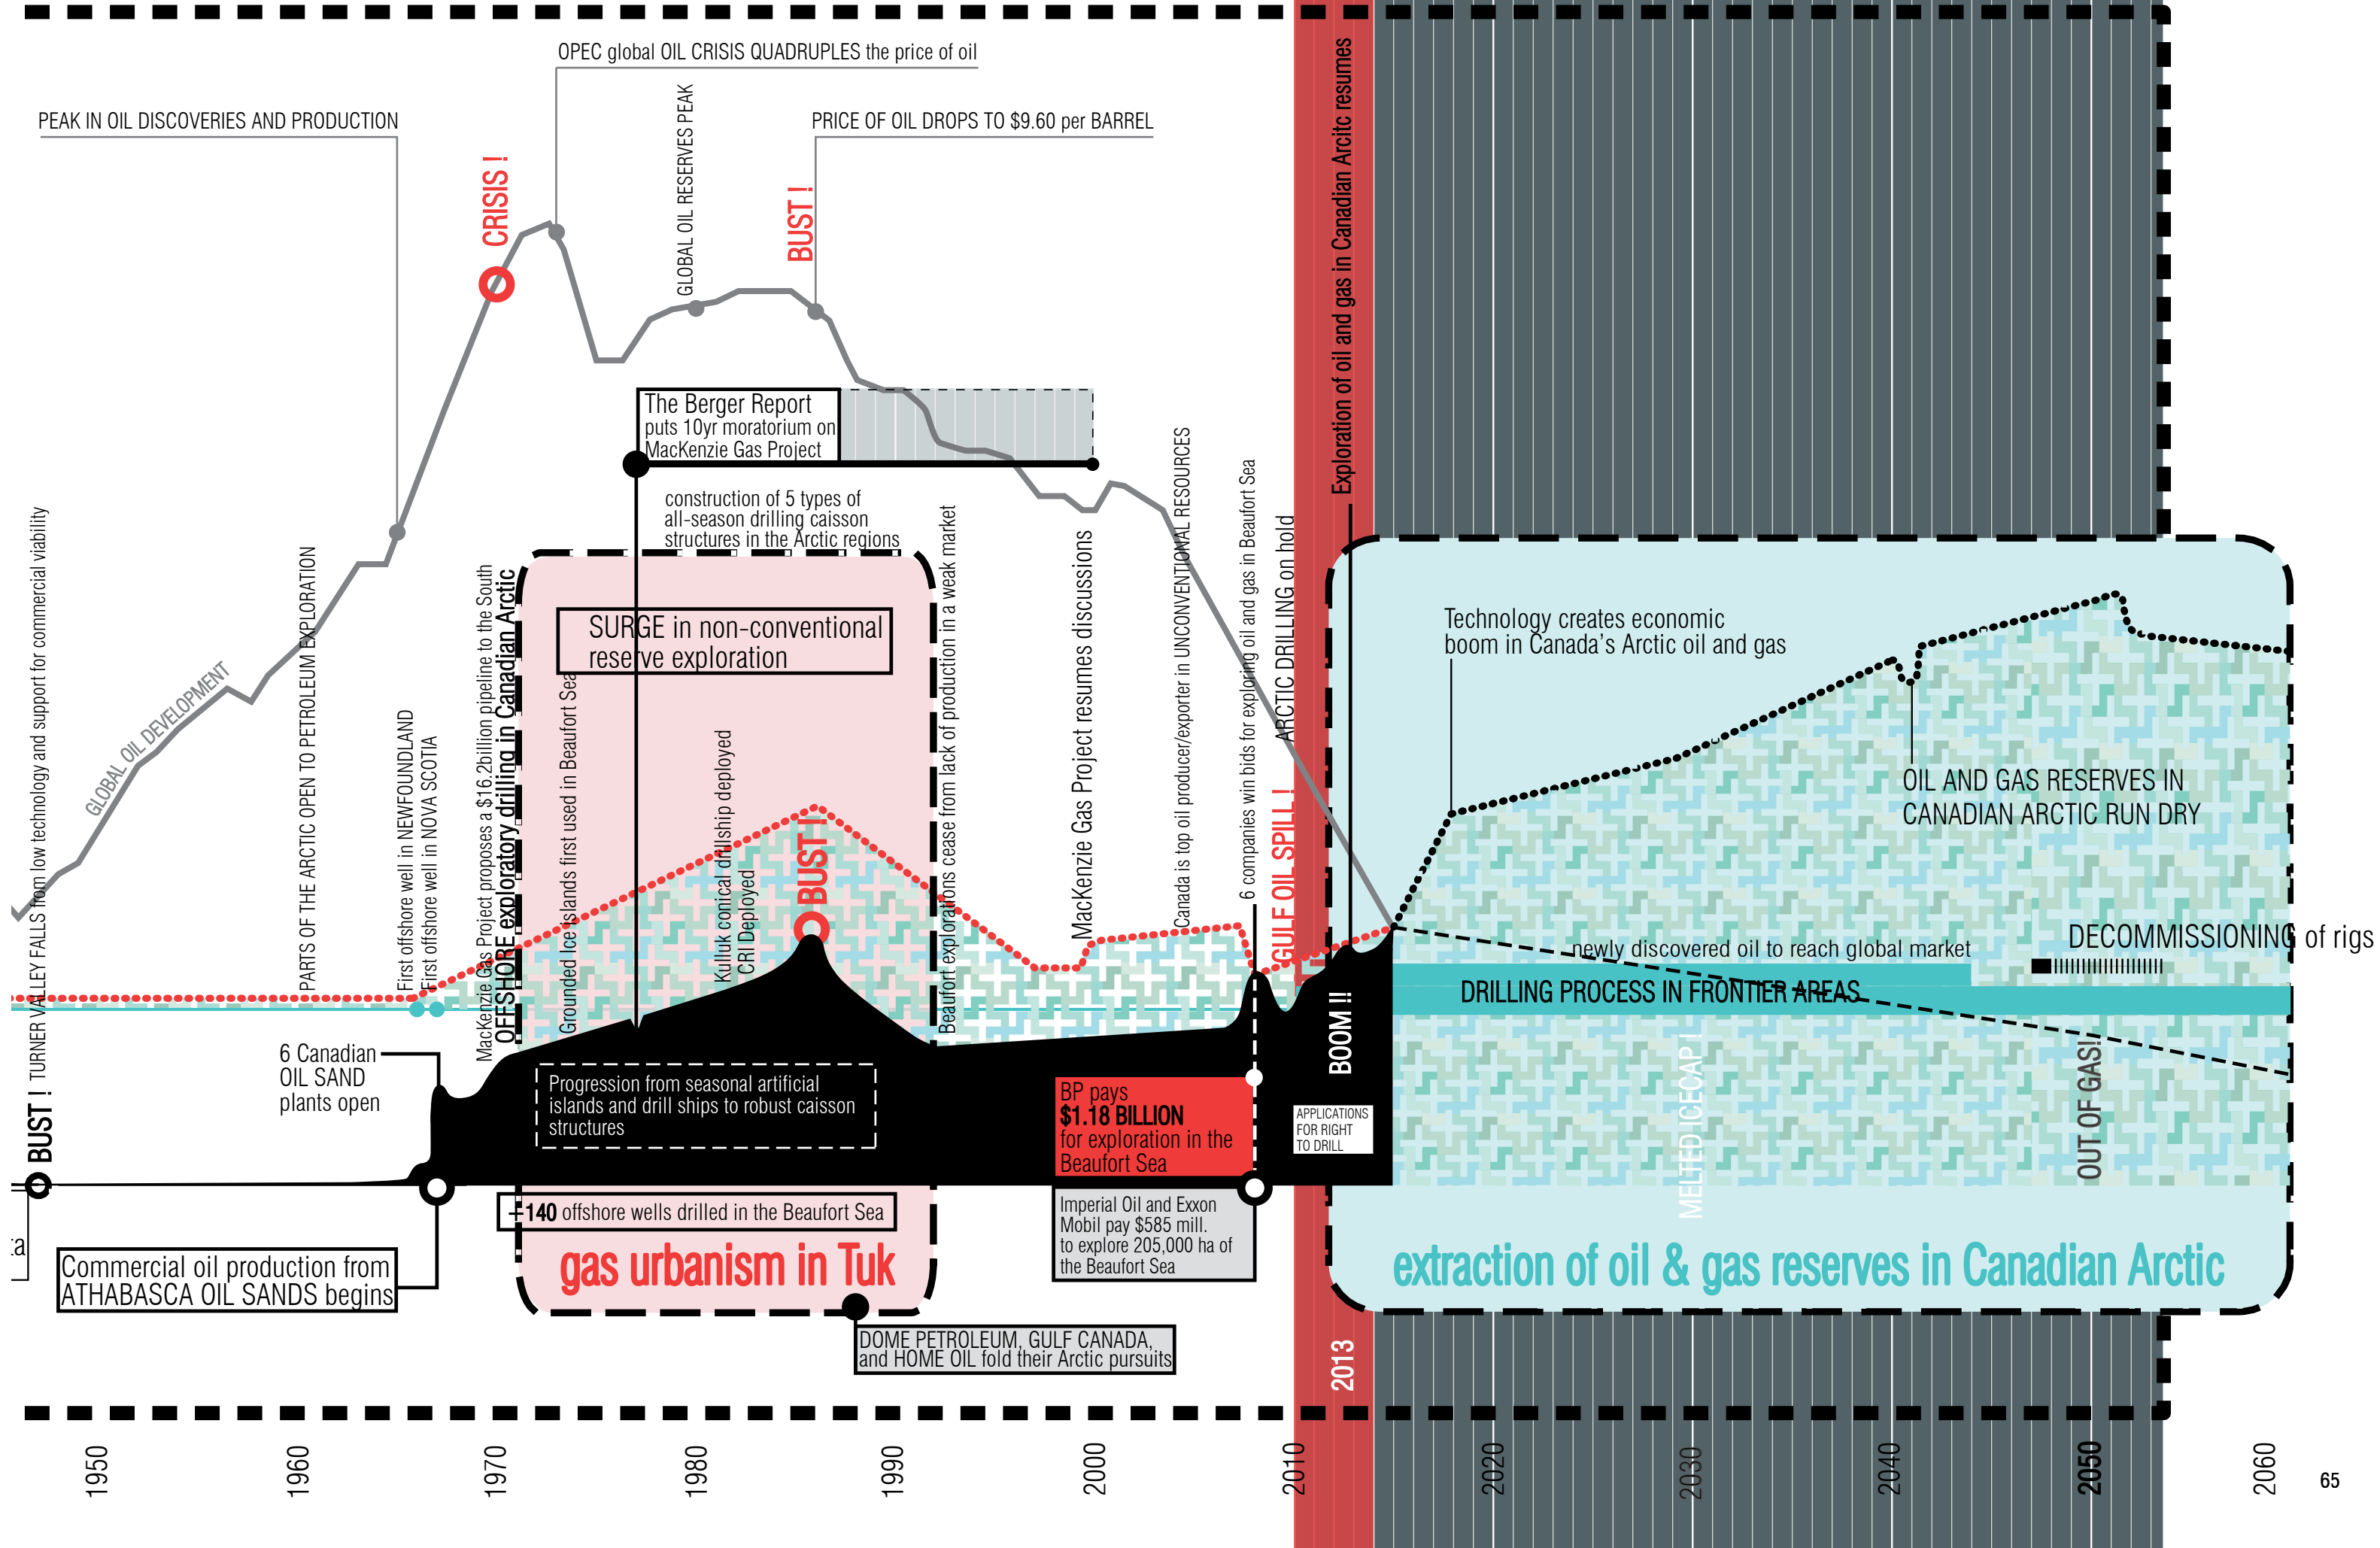 OPEC global OIL CRISIS QUADRUPLES the price of oil
PEAK IN OIL DISCOVERIES AND PRODUCTION
PRICE OF OIL DROPS TO $9.60 per BARREL
CRISIS !
GLOBAL OIL RESERVES PEAK
BUST !
Exploration of oil and gas in Canadian Arcitc resumes
The Berger Report
puts 10yr moratorium on
MacKenzie Gas Project
construction of 5 types of
all-season drilling caisson
structures in the Arctic regions
GLOBAL OIL DEVELOPMENT
TURNER VALLEY FALLS from low technology and support for commercial viability
BUST !
PARTS OF THE ARCTIC OPEN TO PETROLEUM EXPLORATION
First offshore well in NEWFOUNDLAND
First offshore well in NOVA SCOTIA
MacKenzie Gas Project proposes a $16.2billion pipeline to the South
OFFSHORE exploratory drilling in Canadian Arctic
SURGE in non-conventional
reserve exploration
Grounded Ice islands first used in Beaufort Sea
Kulluk conical drillship deployed
CRI Deployed
BUST !
Beaufort explorations cease from lack of production in a weak market
MacKenzie Gas Project resumes discussions
Canada is top oil producer/exporter in UNCONVENTIONAL RESOURCES
6 companies win bids for exploring oil and gas in Beaufort Sea
GULF OIL SPILL !
ARCTIC DRILLING on hold
Technology creates economic
boom in Canada's Arctic oil and gas
OIL AND GAS RESERVES IN
CANADIAN ARCTIC RUN DRY
newly discovered oil to reach global market
DECOMMISSIONING of rigs
DRILLING PROCESS IN FRONTIER AREAS
6 Canadian
OIL SAND
plants open
Progression from seasonal artificial
islands and drill ships to robust caisson
structures
BP pays
$1.18 BILLION
for exploration in the
Beaufort Sea
BOOM !!
APPLICATIONS
FOR RIGHT
TO DRILL
MELTED ICECAP !
OUT OF GAS!
+140 offshore wells drilled in the Beaufort Sea
Imperial Oil and Exxon
Mobil pay $585 mill.
to explore 205,000 ha of
the Beaufort Sea
ta
Commercial oil production from
ATHABASCA OIL SANDS begins
gas urbanism in Tuk
extraction of oil & gas reserves in Canadian Arctic
DOME PETROLEUM, GULF CANADA,
and HOME OIL fold their Arctic pursuits
2013
1950
1960
1970
1980
1990
2000
2010
2020
2030
2040
2050
2060
65